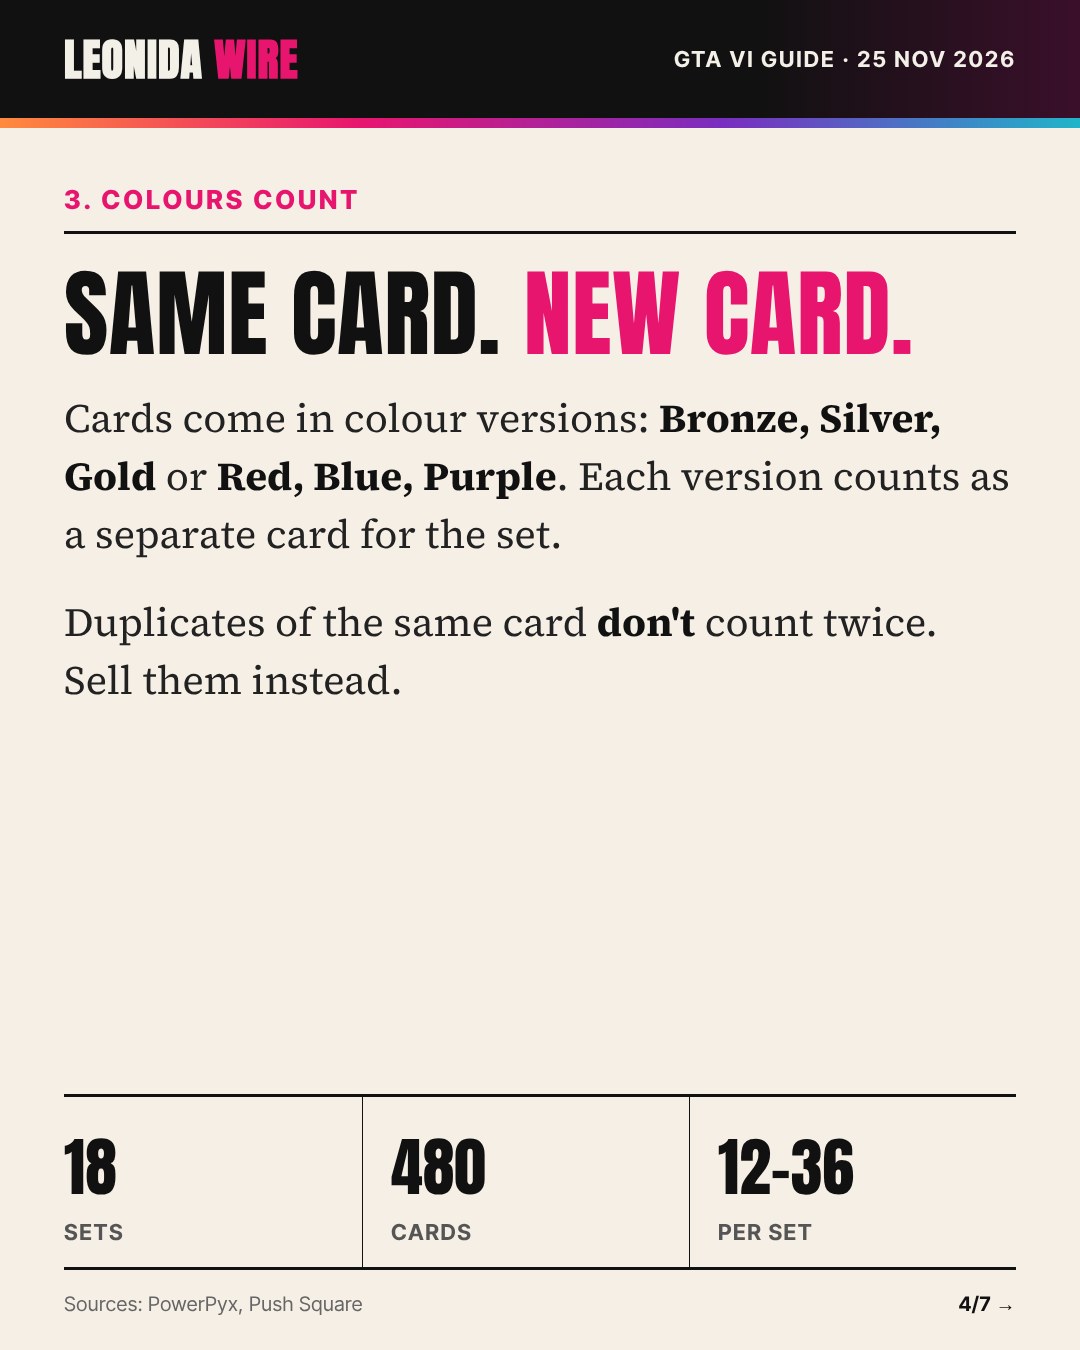 LEONIDA WIRE
GTA VI GUIDE · 25 NOV 2026
3. COLOURS COUNT
SAME CARD. NEW CARD.
Cards come in colour versions: Bronze, Silver,
Gold or Red, Blue, Purple. Each version counts as
a separate card for the set.
Duplicates of the same card don't count twice.
Sell them instead.
18
SETS
480
CARDS
12-36
PER SET
Sources: PowerPyx, Push Square
4/7 →